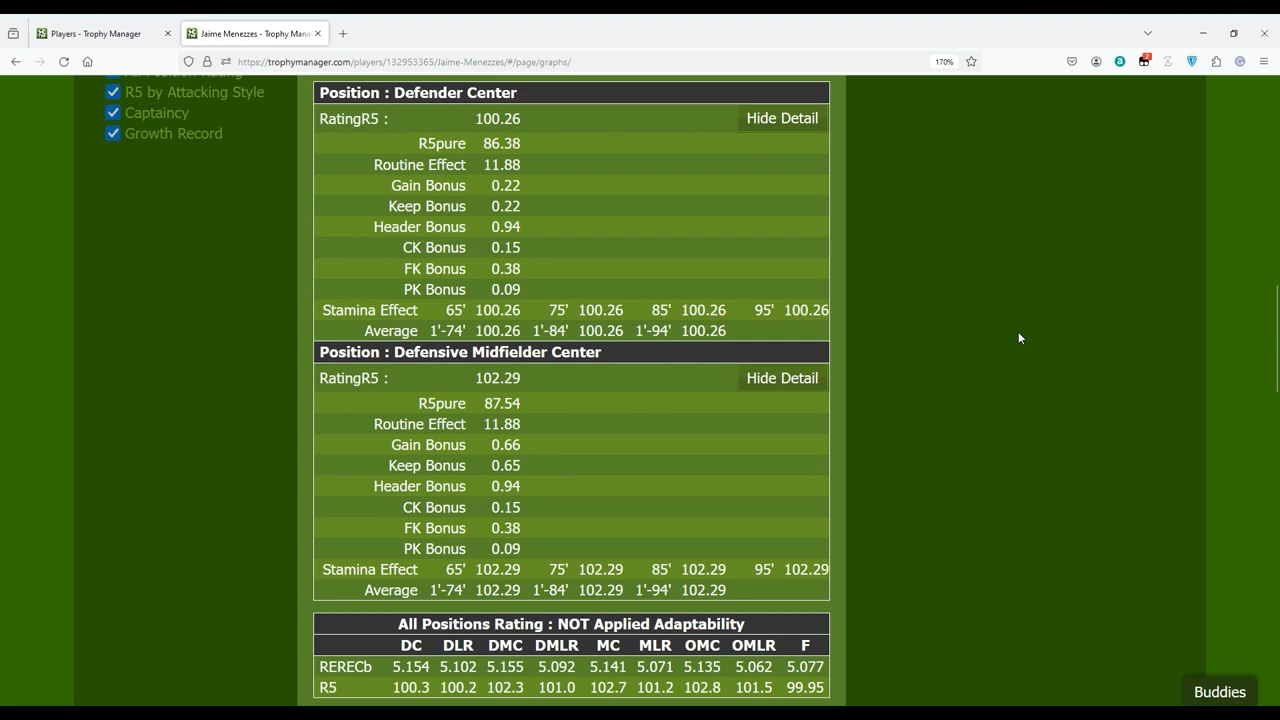 Players - Trophy Manager
Jaime Menezzes - Trophy Mana
https://trophymanager.com/players/132953365/Jaime-Menezzes/#/page/graphs/
170%
2
R5 by Attacking Style
Captaincy
Growth Record
Position : Defender Center
RatingR5 : 100.26 Hide Detail
R5pure 86.38
Routine Effect 11.88
Gain Bonus 0.22
Keep Bonus 0.22
Header Bonus 0.94
CK Bonus 0.15
FK Bonus 0.38
PK Bonus 0.09
Stamina Effect 65' 100.26 75' 100.26 85' 100.26 95' 100.26
Average 1'-74' 100.26 1'-84' 100.26 1'-94' 100.26
Position : Defensive Midfielder Center
RatingR5 : 102.29 Hide Detail
R5pure 87.54
Routine Effect 11.88
Gain Bonus 0.66
Keep Bonus 0.65
Header Bonus 0.94
CK Bonus 0.15
FK Bonus 0.38
PK Bonus 0.09
Stamina Effect 65' 102.29 75' 102.29 85' 102.29 95' 102.29
Average 1'-74' 102.29 1'-84' 102.29 1'-94' 102.29
All Positions Rating : NOT Applied Adaptability
DC DLR DMC DMLR MC MLR OMC OMLR F
RERECb 5.154 5.102 5.155 5.092 5.141 5.071 5.135 5.062 5.077
R5 100.3 100.2 102.3 101.0 102.7 101.2 102.8 101.5 99.95
Buddies